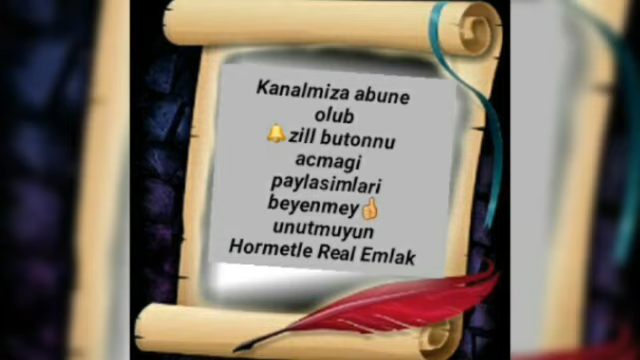 Kanalmiza abune
olub
🔔zill butonnu
acmagi
paylasimlari
beyenmey👍
unutmuyun
Hormetle Real Emlak